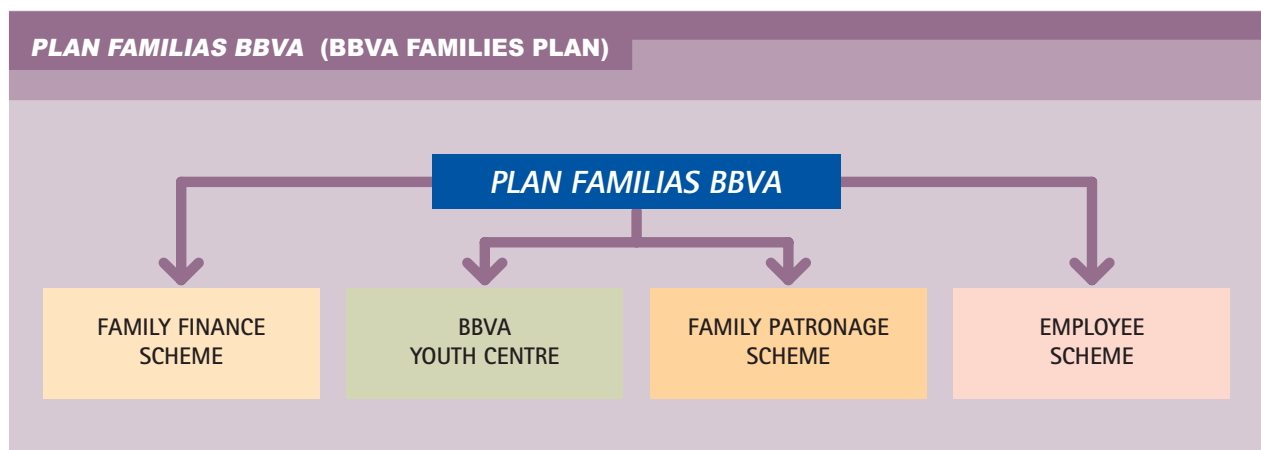 PLAN FAMILIAS BBVA (BBVA FAMILIES PLAN)
PLAN FAMILIAS BBVA
FAMILY FINANCE
SCHEME
BBVA
YOUTH CENTRE
FAMILY PATRONAGE
SCHEME
EMPLOYEE
SCHEME